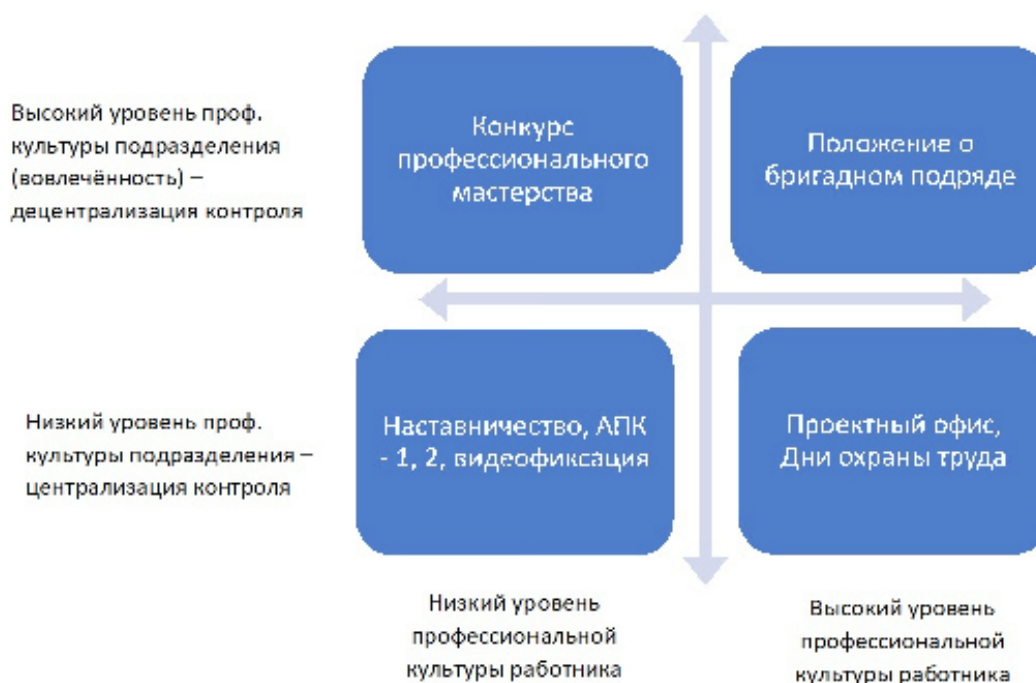 Высокий уровень проф.
культуры подразделения
(вовлечённость) –
децентрализация контроля
Конкурс
профессионального
мастерства
Положение о
бригадном подряде
Низкий уровень проф.
культуры подразделения –
централизация контроля
Наставничество, АПК
- 1, 2, видеофиксация
Проектный офис,
Дни охраны труда
Низкий уровень
профессиональной
культуры работника
Высокий уровень
профессиональной
культуры работника